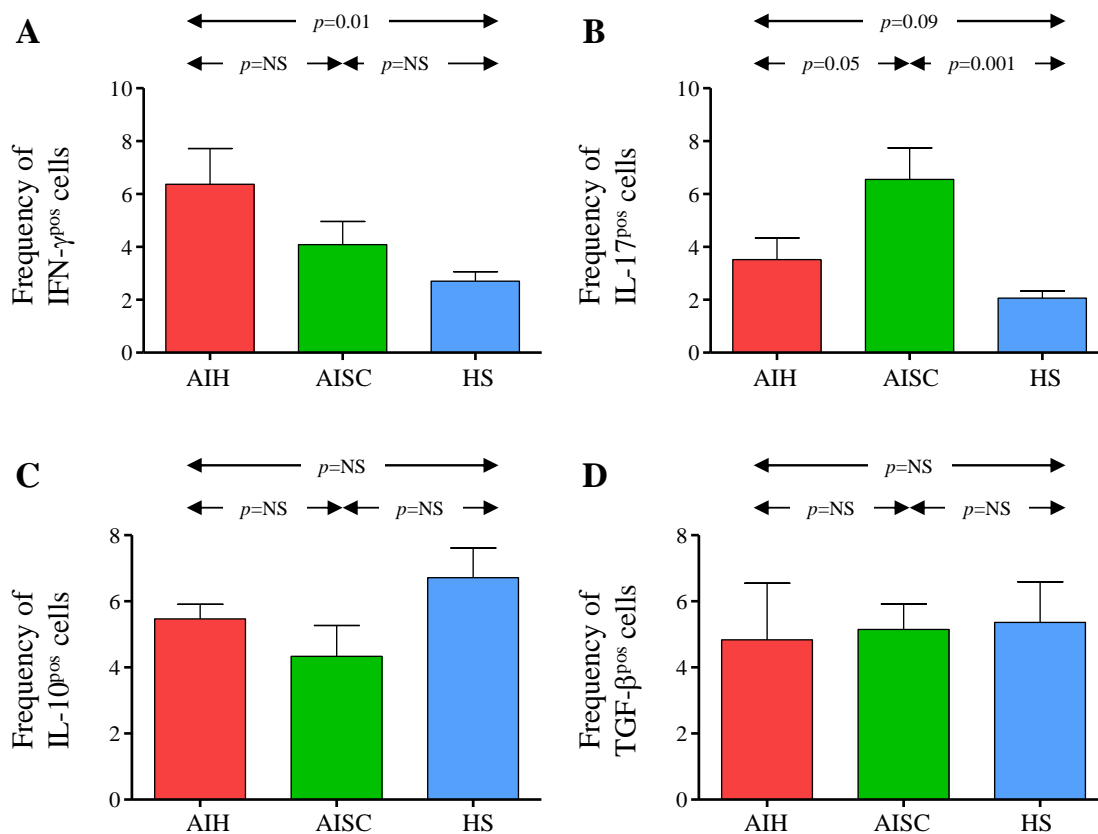 A
p=0.01
p=NS p=NS
Frequency of
IFN-γpos cells
10
8
6
4
2
0
AIH AISC HS
B
p=0.09
p=0.05 p=0.001
Frequency of
IL-17pos cells
10
8
6
4
2
0
AIH AISC HS
C
p=NS
p=NS p=NS
Frequency of
IL-10pos cells
8
6
4
2
0
AIH AISC HS
D
p=NS
p=NS p=NS
Frequency of
TGF-βpos cells
8
6
4
2
0
AIH AISC HS